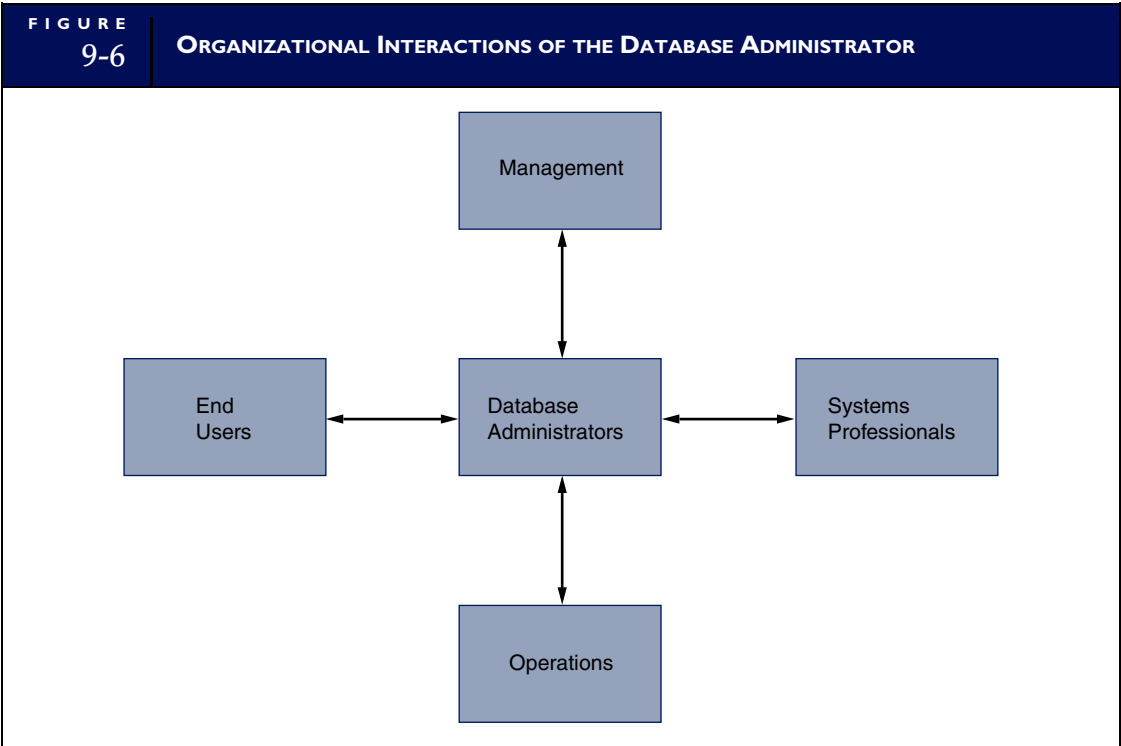 FIGURE
9-6
ORGANIZATIONAL INTERACTIONS OF THE DATABASE ADMINISTRATOR
Management
End
Users
Database
Administrators
Systems
Professionals
Operations